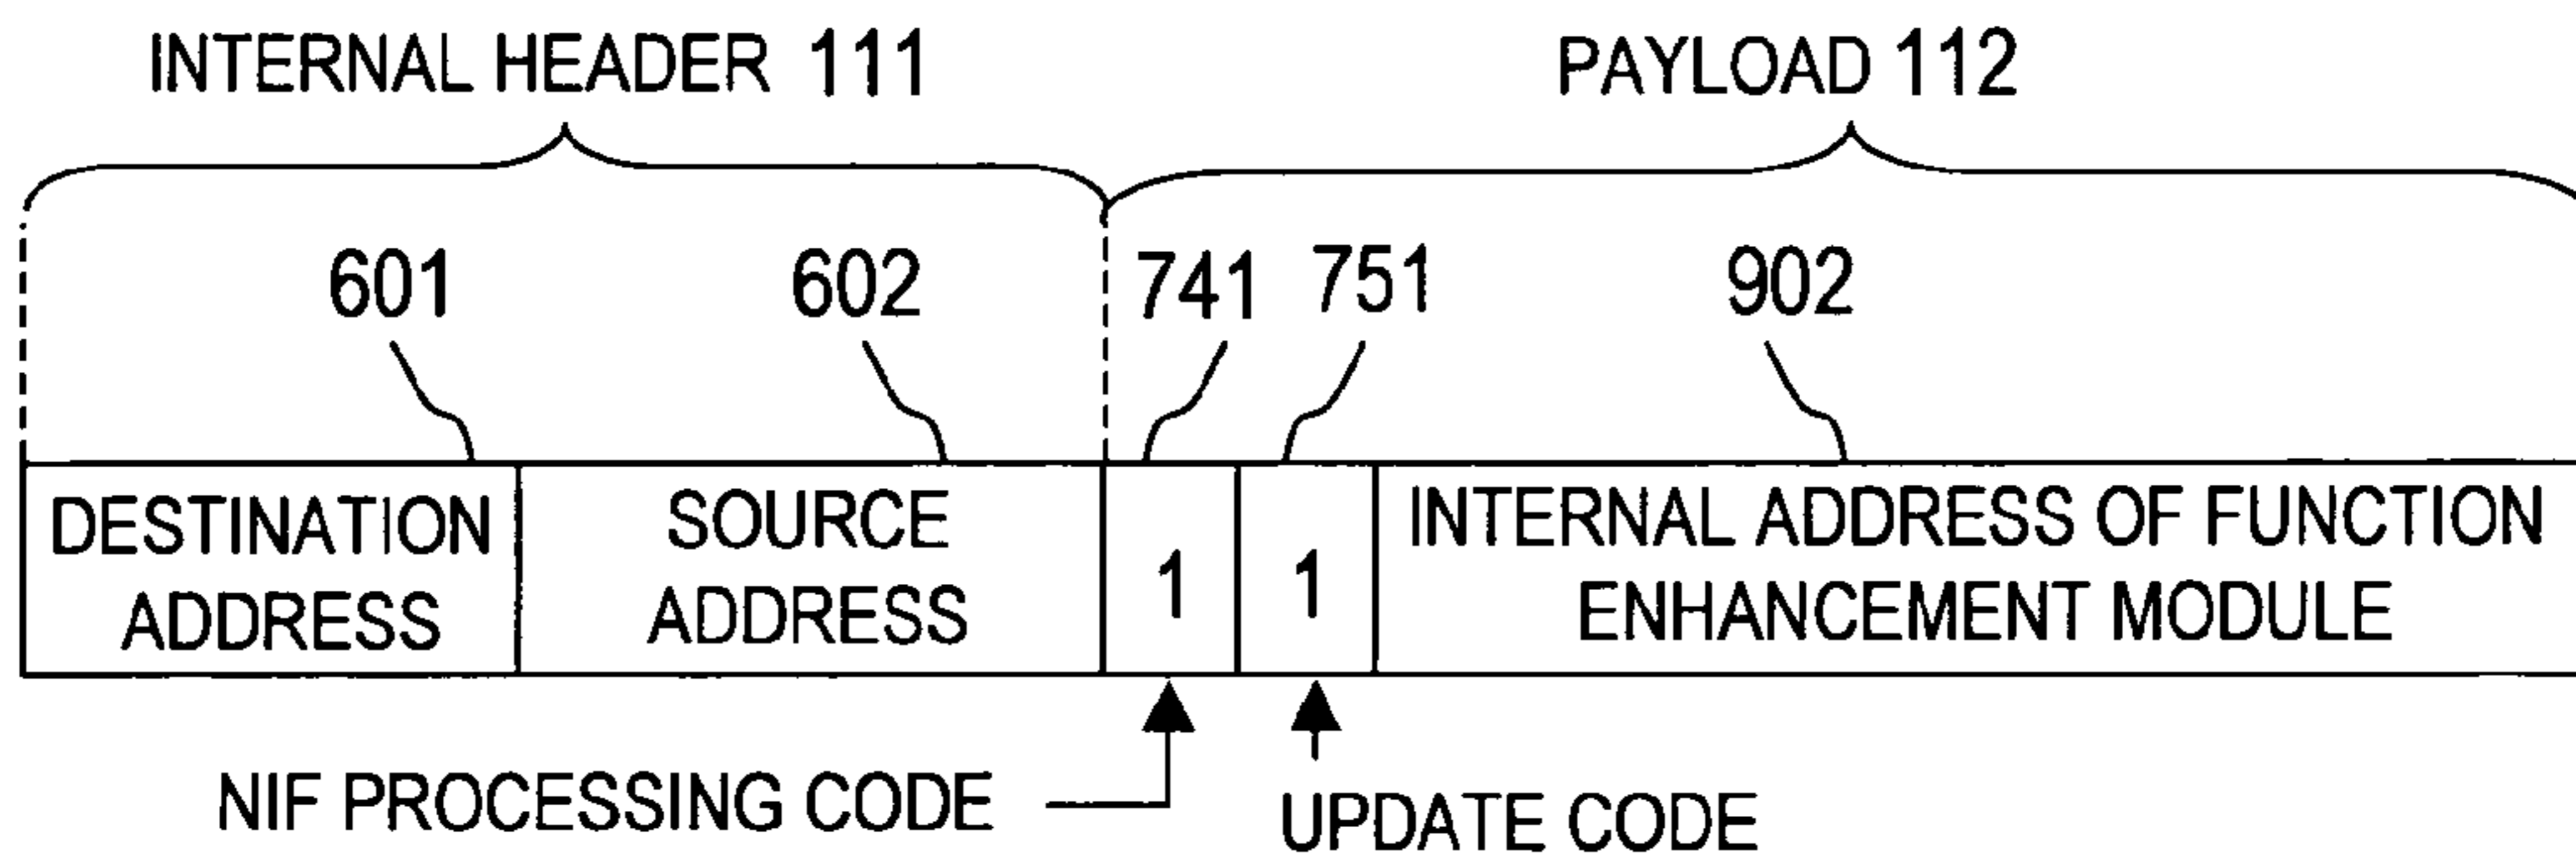 INTERNAL HEADER 111
PAYLOAD 112
601
602
741
751
902
DESTINATION
ADDRESS
SOURCE
ADDRESS
1
1
INTERNAL ADDRESS OF FUNCTION
ENHANCEMENT MODULE
NIF PROCESSING CODE
UPDATE CODE